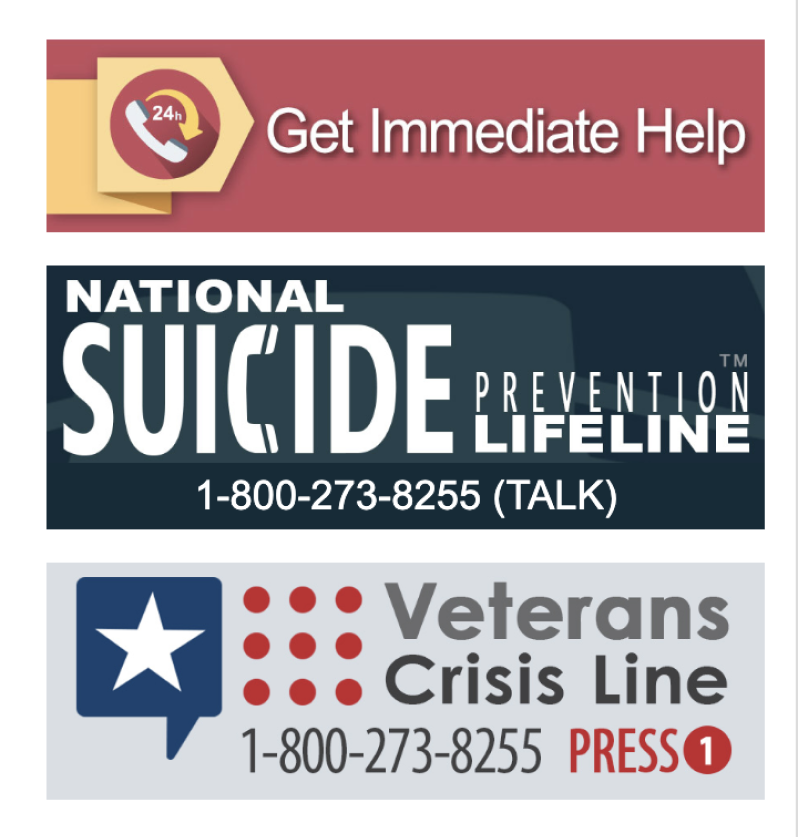 24h
Get Immediate Help
NATIONAL
SUICIDE PREVENTION
LIFELINE
TM
1-800-273-8255 (TALK)
Veterans
Crisis Line
1-800-273-8255 PRESS 1